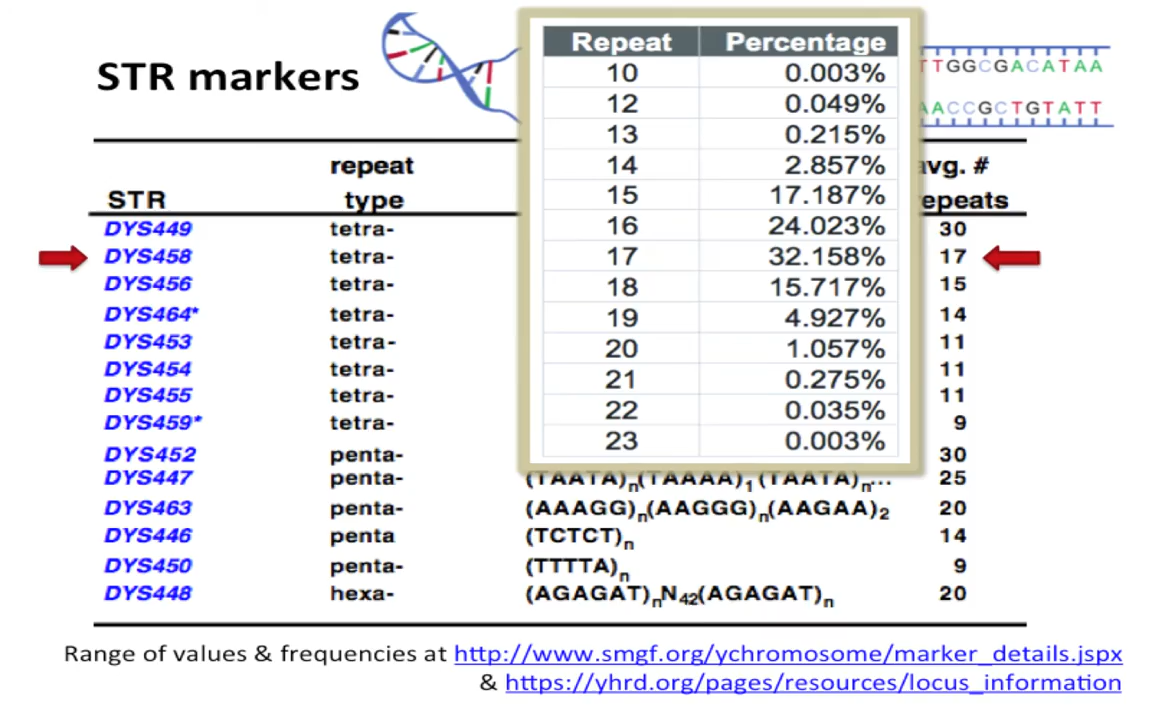 STR markers
Repeat Percentage
10 0.003%
12 0.049%
13 0.215%
14 2.857%
15 17.187%
16 24.023%
17 32.158%
18 15.717%
19 4.927%
20 1.057%
21 0.275%
22 0.035%
23 0.003%
TTGGCGACATAA
AACCGCTGTATT
repeat avg. #
STR type repeats
DYS449 tetra- 30
DYS458 tetra- 17
DYS456 tetra- 15
DYS464* tetra- 14
DYS453 tetra- 11
DYS454 tetra- 11
DYS455 tetra- 11
DYS459* tetra- 9
DYS452 penta- 30
DYS447 penta- (TAATA)n(TAAAA)1(TAATA)n... 25
DYS463 penta- (AAAGG)n(AAGGG)n(AAGAA)2 20
DYS446 penta (TCTCT)n 14
DYS450 penta- (TTTTA)n 9
DYS448 hexa- (AGAGAT)nN42(AGAGAT)n 20
Range of values & frequencies at http://www.smgf.org/ychromosome/marker_details.jspx
& https://yhrd.org/pages/resources/locus_information